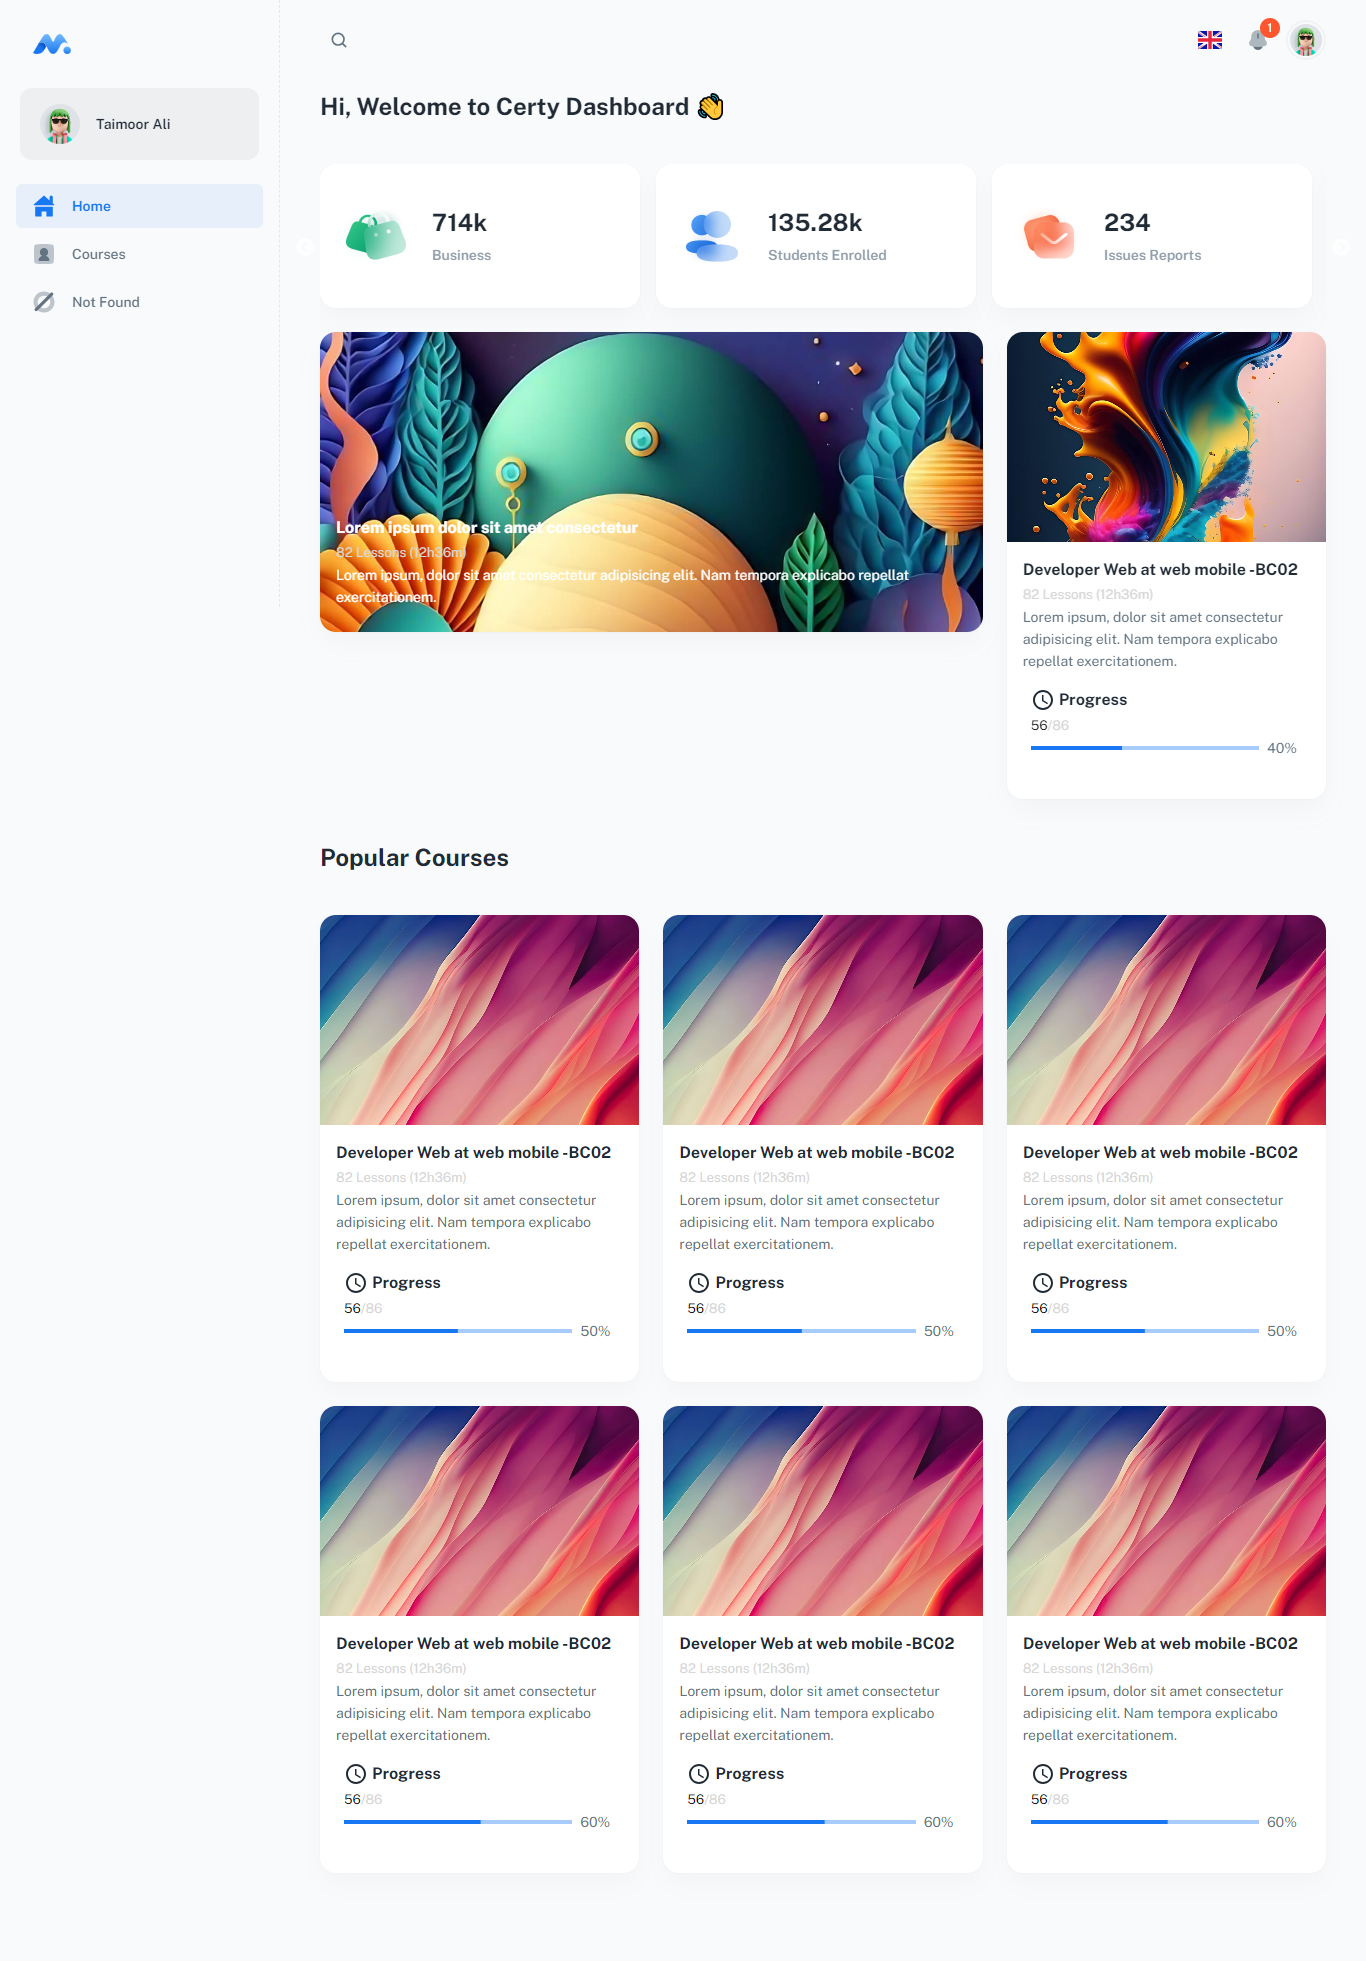 1
Taimoor Ali
Home
Courses
Not Found
Hi, Welcome to Certy Dashboard 👋
714k
Business
135.28k
Students Enrolled
234
Issues Reports
Lorem ipsum dolor sit amet consectetur
82 Lessons (12h36m)
Lorem ipsum, dolor sit amet consectetur adipisicing elit. Nam tempora explicabo repellat
exercitationem.
Developer Web at web mobile -BC02
82 Lessons (12h36m)
Lorem ipsum, dolor sit amet consectetur
adipisicing elit. Nam tempora explicabo
repellat exercitationem.
Progress
56/86
40%
Popular Courses
Developer Web at web mobile -BC02
82 Lessons (12h36m)
Lorem ipsum, dolor sit amet consectetur
adipisicing elit. Nam tempora explicabo
repellat exercitationem.
Progress
56/86
50%
Developer Web at web mobile -BC02
82 Lessons (12h36m)
Lorem ipsum, dolor sit amet consectetur
adipisicing elit. Nam tempora explicabo
repellat exercitationem.
Progress
56/86
50%
Developer Web at web mobile -BC02
82 Lessons (12h36m)
Lorem ipsum, dolor sit amet consectetur
adipisicing elit. Nam tempora explicabo
repellat exercitationem.
Progress
56/86
50%
Developer Web at web mobile -BC02
82 Lessons (12h36m)
Lorem ipsum, dolor sit amet consectetur
adipisicing elit. Nam tempora explicabo
repellat exercitationem.
Progress
56/86
60%
Developer Web at web mobile -BC02
82 Lessons (12h36m)
Lorem ipsum, dolor sit amet consectetur
adipisicing elit. Nam tempora explicabo
repellat exercitationem.
Progress
56/86
60%
Developer Web at web mobile -BC02
82 Lessons (12h36m)
Lorem ipsum, dolor sit amet consectetur
adipisicing elit. Nam tempora explicabo
repellat exercitationem.
Progress
56/86
60%